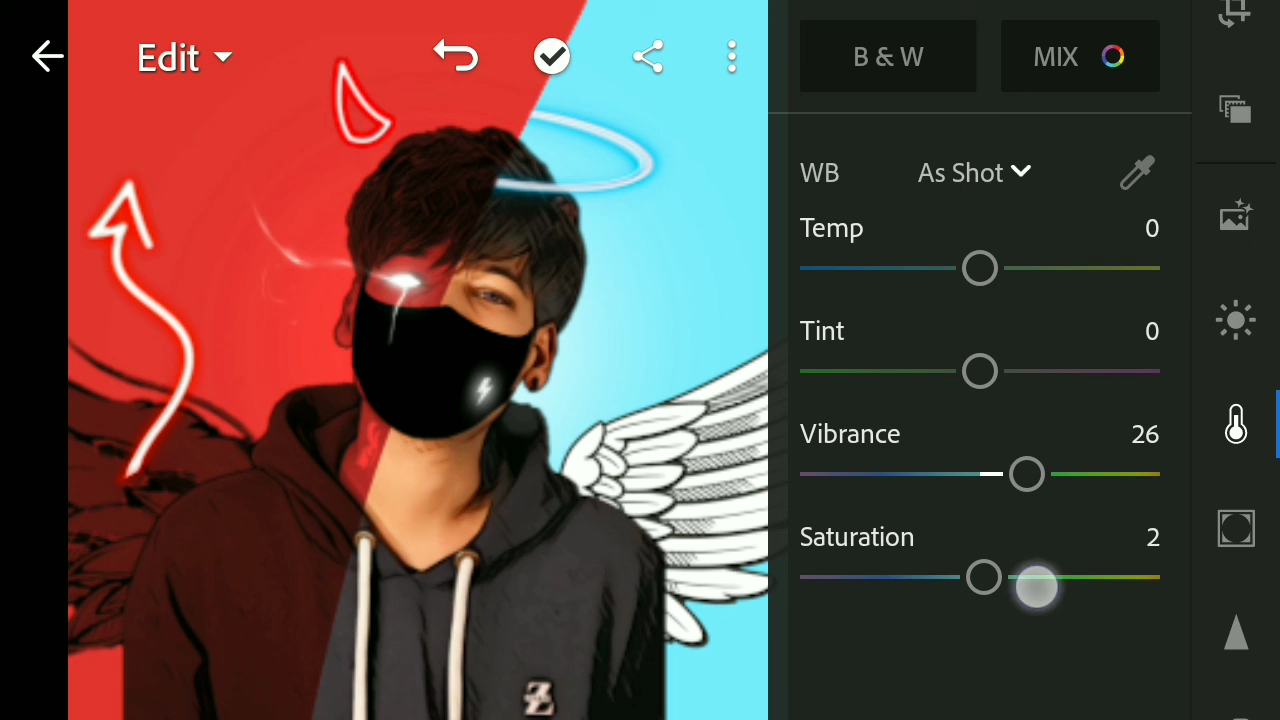 Edit
B & W
MIX
WB
As Shot
Temp
0
Tint
0
Vibrance
26
Saturation
2